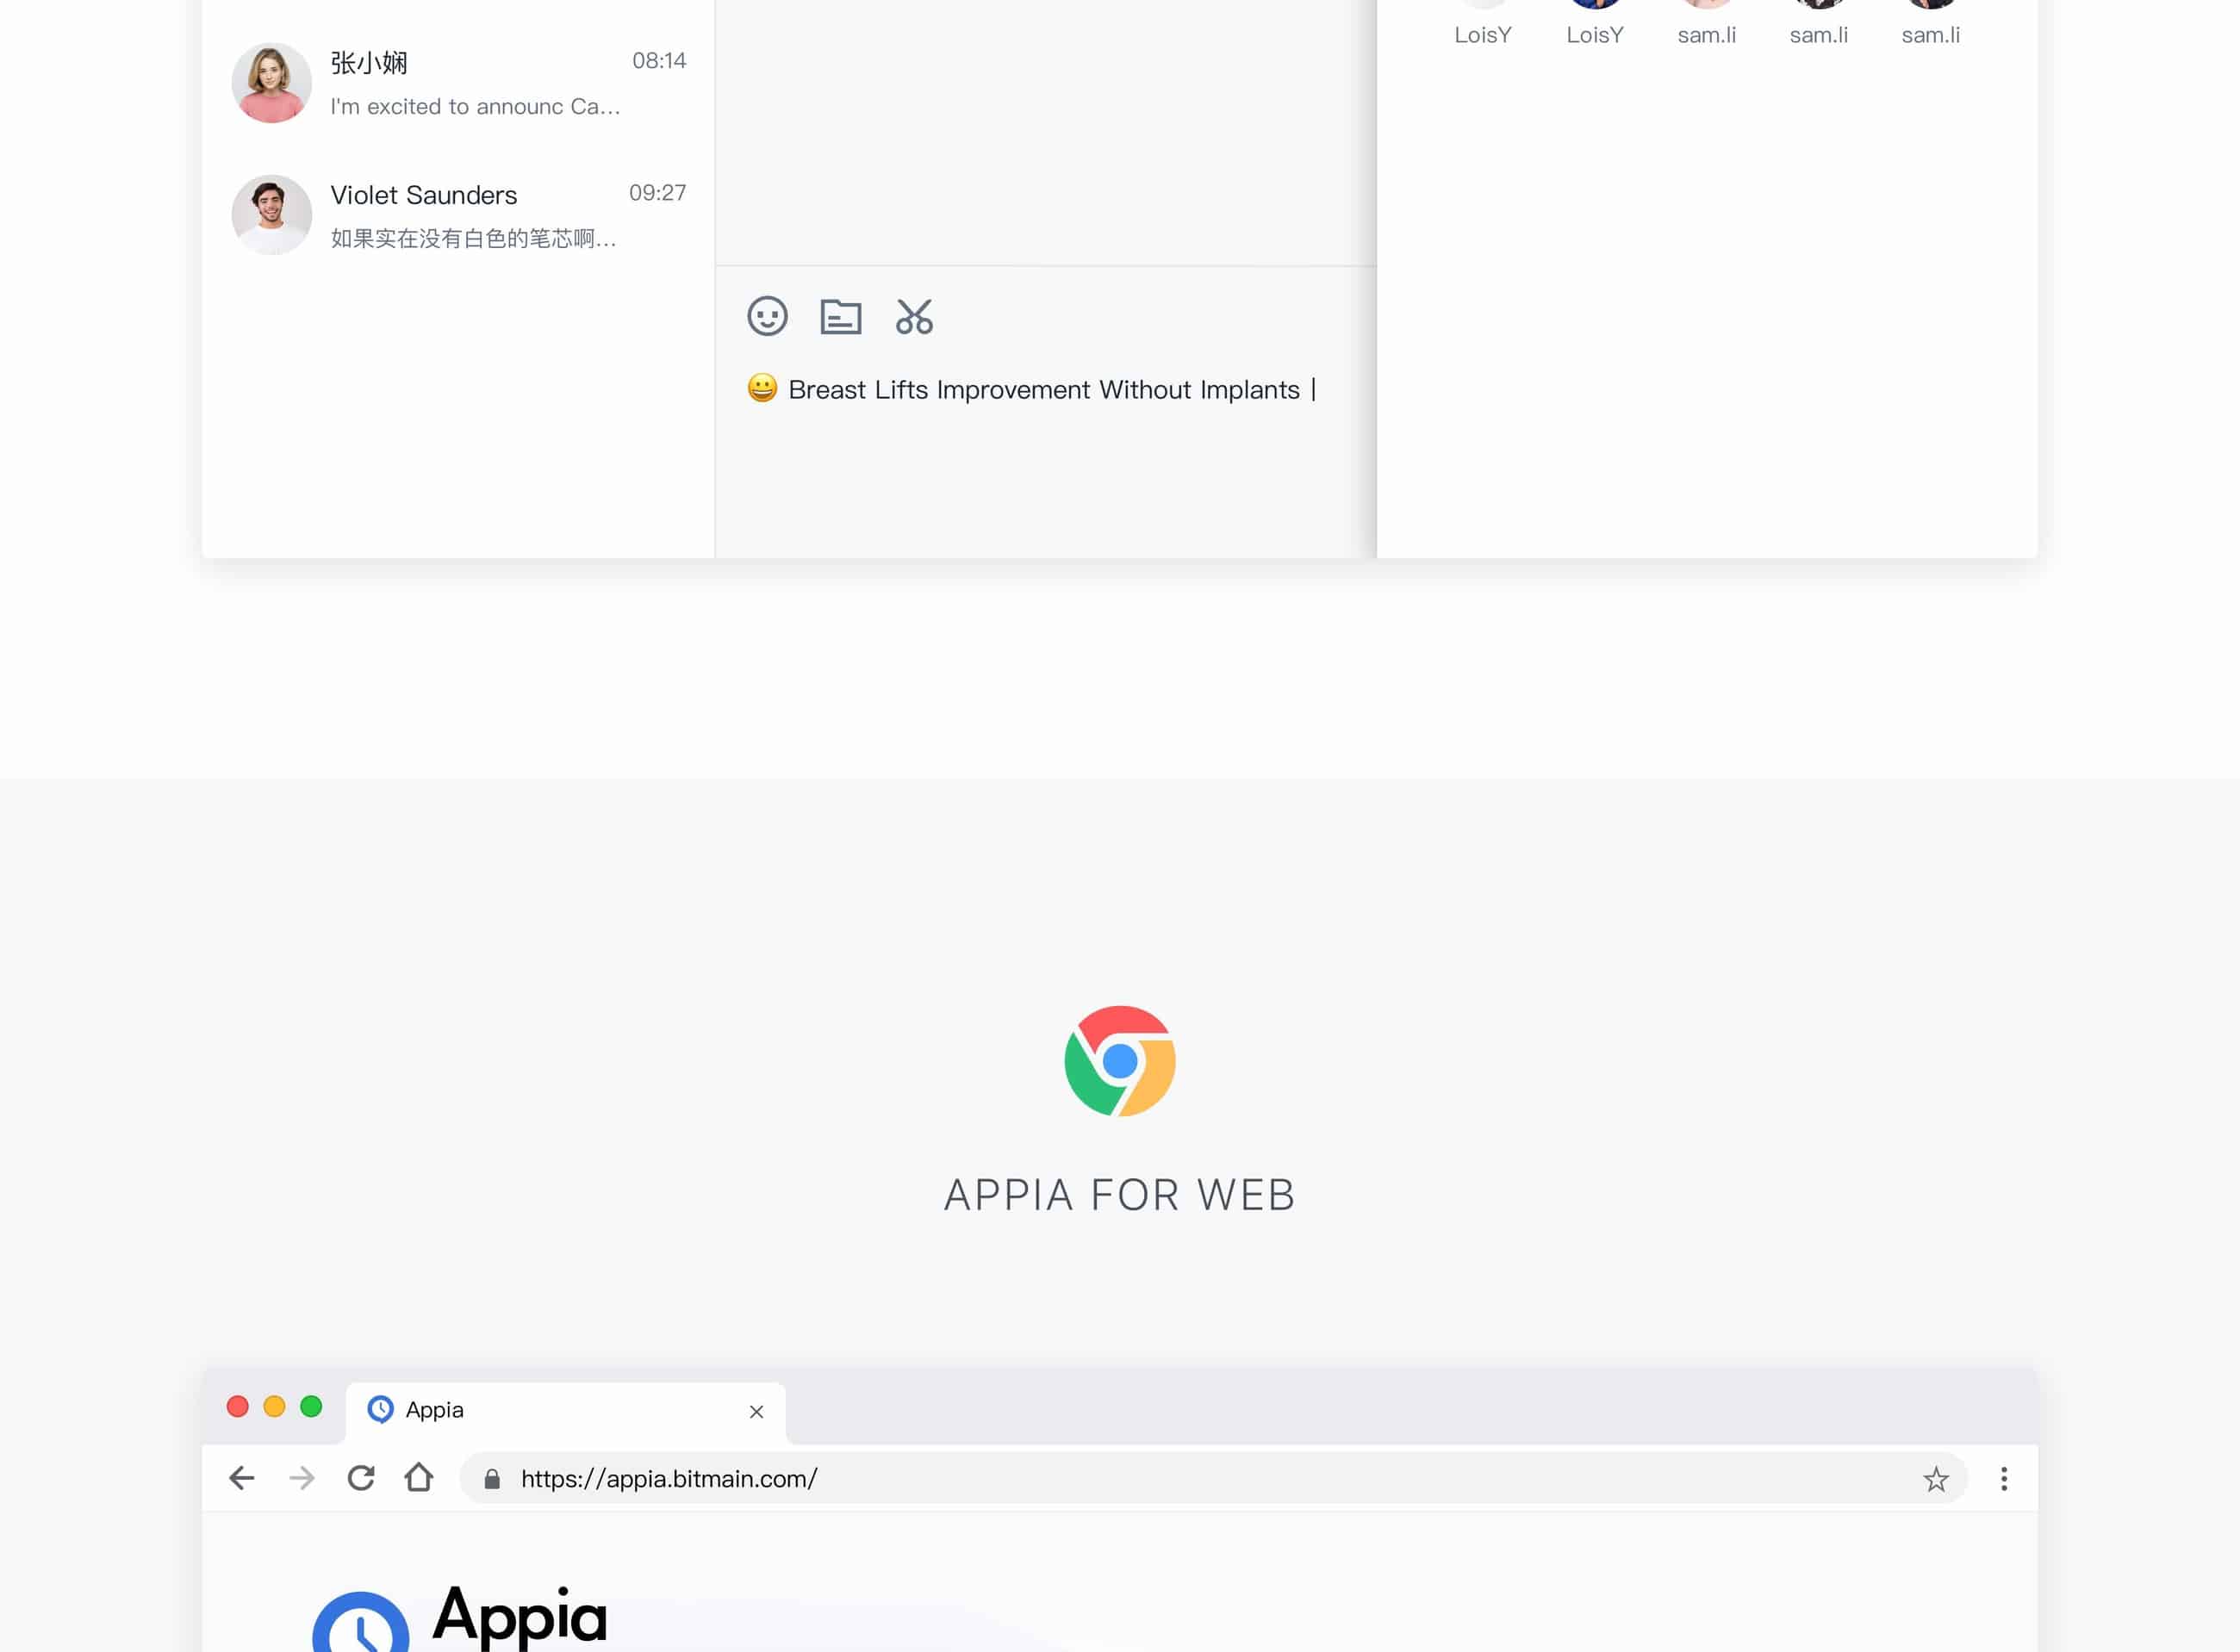 LoisY LoisY sam.li sam.li sam.li
张小娴 08:14
I'm excited to announc Ca...
Violet Saunders 09:27
如果实在没有白色的笔芯啊...
😀 Breast Lifts Improvement Without Implants
APPIA FOR WEB
Appia
https://appia.bitmain.com/
Appia